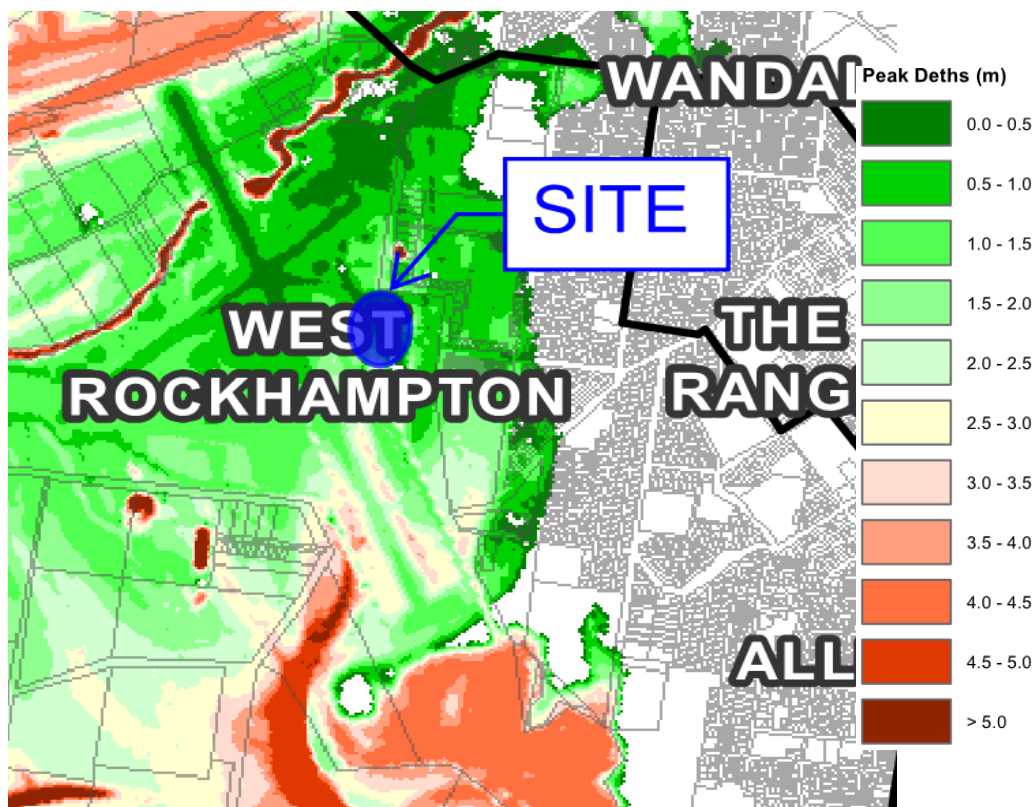 WANDAL
Peak Deths (m)
0.0 - 0.5
SITE
0.5 - 1.0
1.0 - 1.5
1.5 - 2.0
WEST
ROCKHAMPTON
THE
RANG
2.0 - 2.5
2.5 - 3.0
3.0 - 3.5
3.5 - 4.0
4.0 - 4.5
ALL
4.5 - 5.0
> 5.0